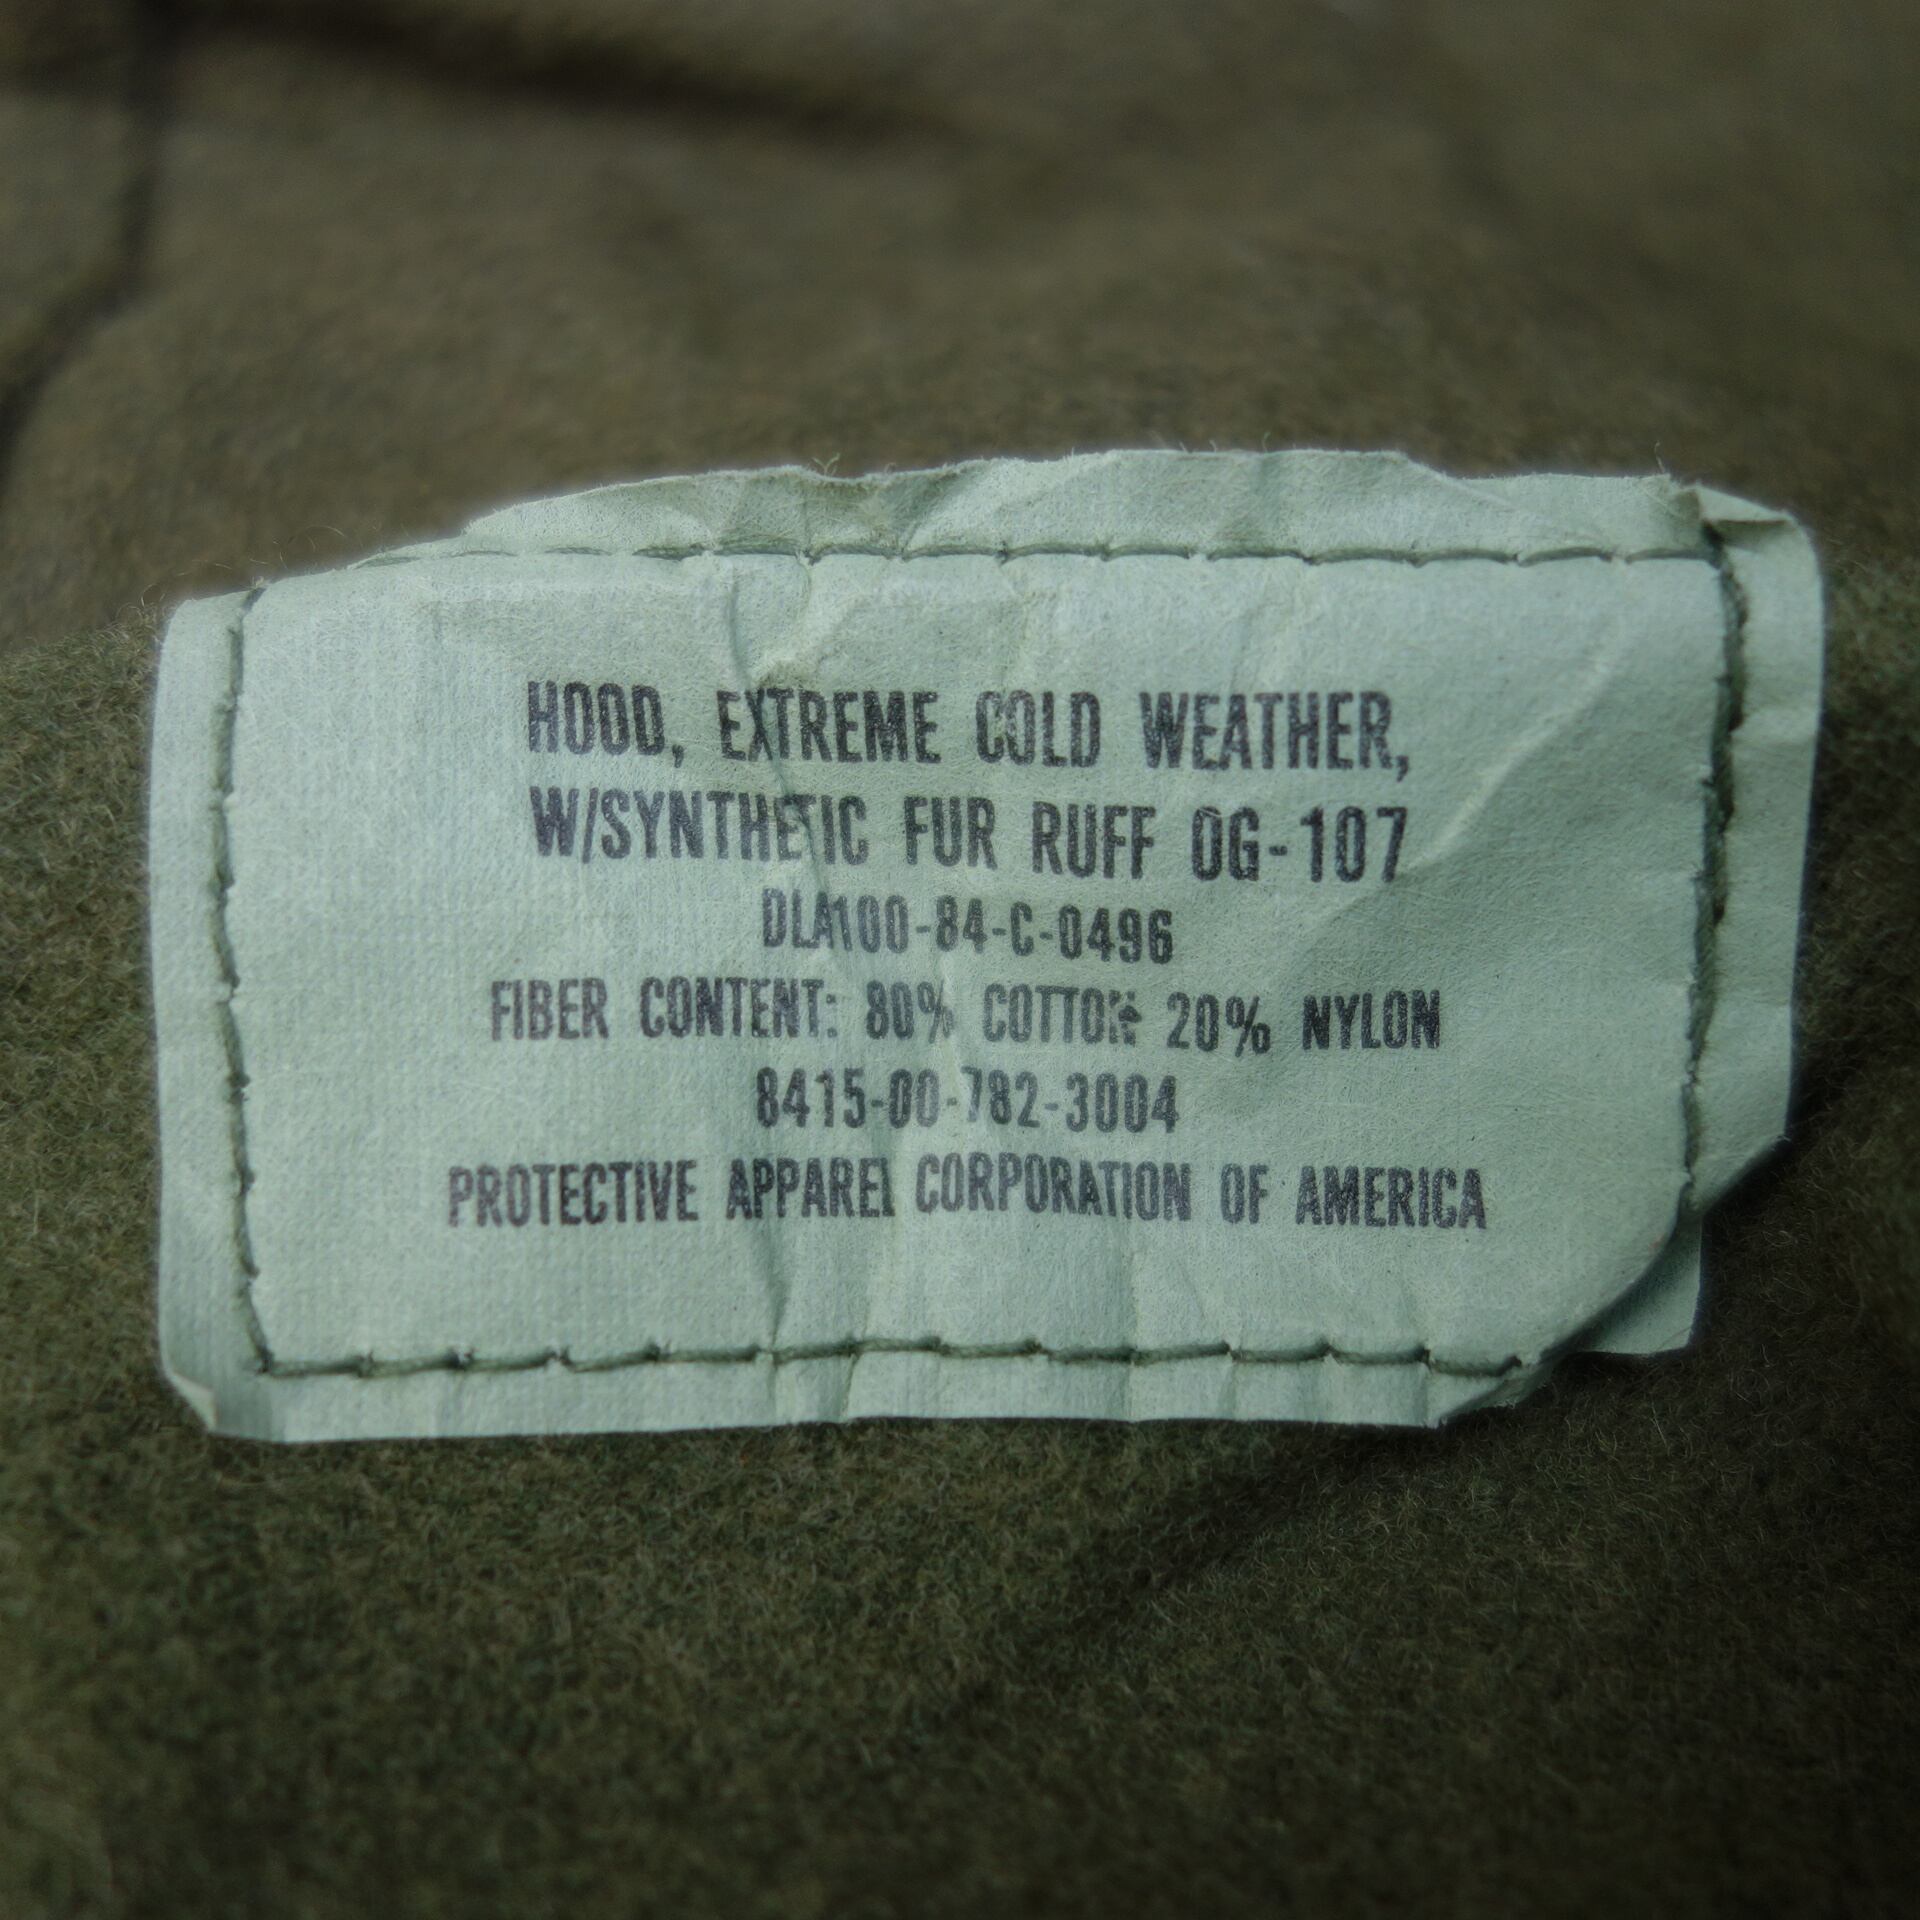 HOOD, EXTREME COLD WEATHER,
W/SYNTHETIC FUR RUFF OG-107
DLA100-84-C-0496
FIBER CONTENT: 80% COTTON 20% NYLON
8415-00-782-3004
PROTECTIVE APPAREL CORPORATION OF AMERICA